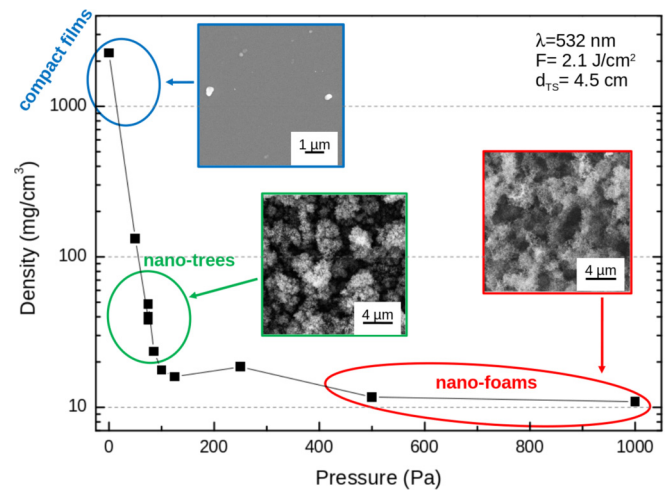 compact films
λ=532 nm
F= 2.1 J/cm²
d_TS= 4.5 cm
1 μm
nano-trees
4 μm
4 μm
nano-foams
1000
100
10
Density (mg/cm³)
0
200
400
600
800
1000
Pressure (Pa)